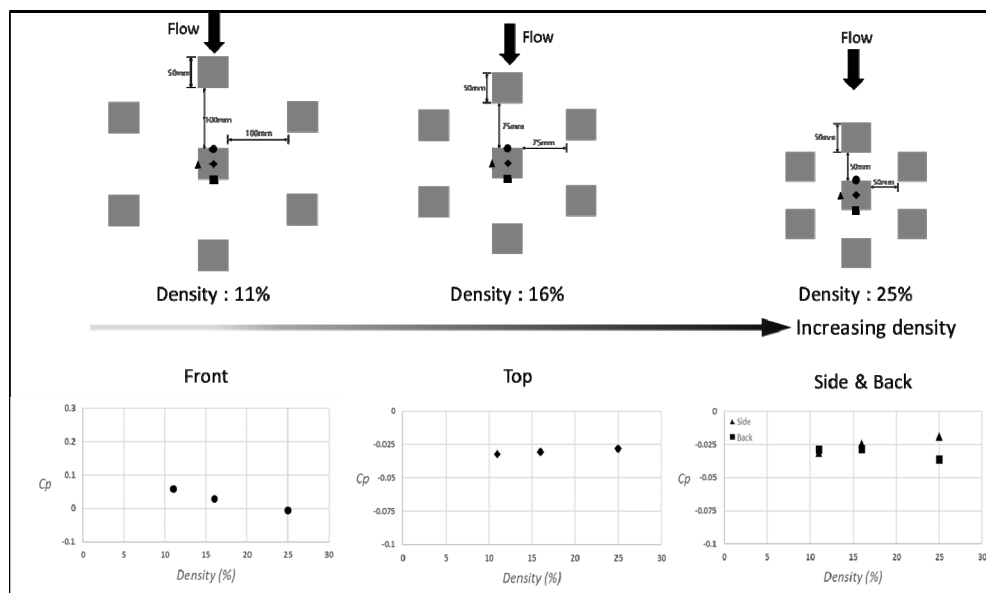 Flow
Flow
Flow
50mm
100mm
100mm
50mm
75mm
75mm
50mm
50mm
50mm
Density : 11%
Density : 16%
Density : 25%
Increasing density
Front
Top
Side & Back
0.3
0.2
0.1
0
-0.1
Cp
0 5 10 15 20 25 30
Density (%)
0
-0.025
-0.05
-0.075
-0.1
Cp
0 5 10 15 20 25 30
Density (%)
Side
Back
0
-0.025
-0.05
-0.075
-0.1
Cp
0 5 10 15 20 25 30
Density (%)